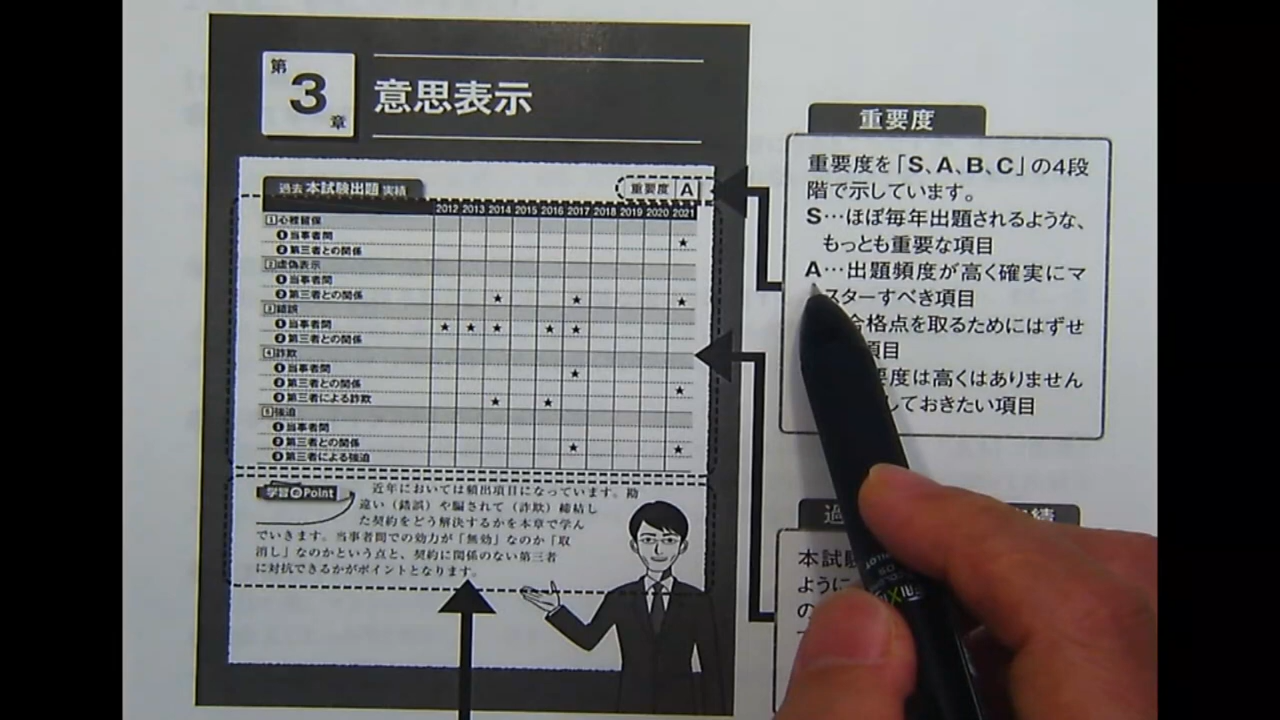 第3章
意思表示
過去 本試験出題 実績
重要度 A
2012 2013 2014 2015 2016 2017 2018 2019 2020 2021
1 心裡留保
❶ 当事者間
★
❷ 第三者との関係
2 虚偽表示
❶ 当事者間
❷ 第三者との関係
★ ★ ★
3 錯誤
❶ 当事者間
★ ★ ★ ★ ★
❷ 第三者との関係
4 詐欺
❶ 当事者間
★
❷ 第三者との関係
★
❸ 第三者による詐欺
★ ★
5 強迫
❶ 当事者間
❷ 第三者との関係
★ ★
❸ 第三者による強迫
学習のPoint
近年においては頻出項目になっています。勘
違い（錯誤）や騙されて（詐欺）締結し
た契約をどう解決するかを本章で学ん
でいきます。当事者間での効力が「無効」なのか「取
消し」なのかという点と、契約に関係のない第三者
に対抗できるかがポイントとなります。
重要度
重要度を「S、A、B、C」の4段
階で示しています。
S…ほぼ毎年出題されるような、
もっとも重要な項目
A…出題頻度が高く確実にマ
スターすべき項目
合格点を取るためにはずせ
項目
要度は高くはありません
しておきたい項目
過
績
本試験
ように
の